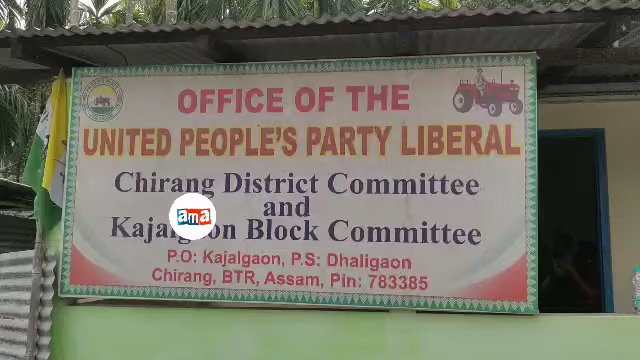 OFFICE OF THE
UNITED PEOPLE'S PARTY LIBERAL
Chirang District Committee
and
Block Committee
P.O: Kajalgaon, P.S: Dhaligaon
Chirang, BTR, Assam, Pin: 783385
ama